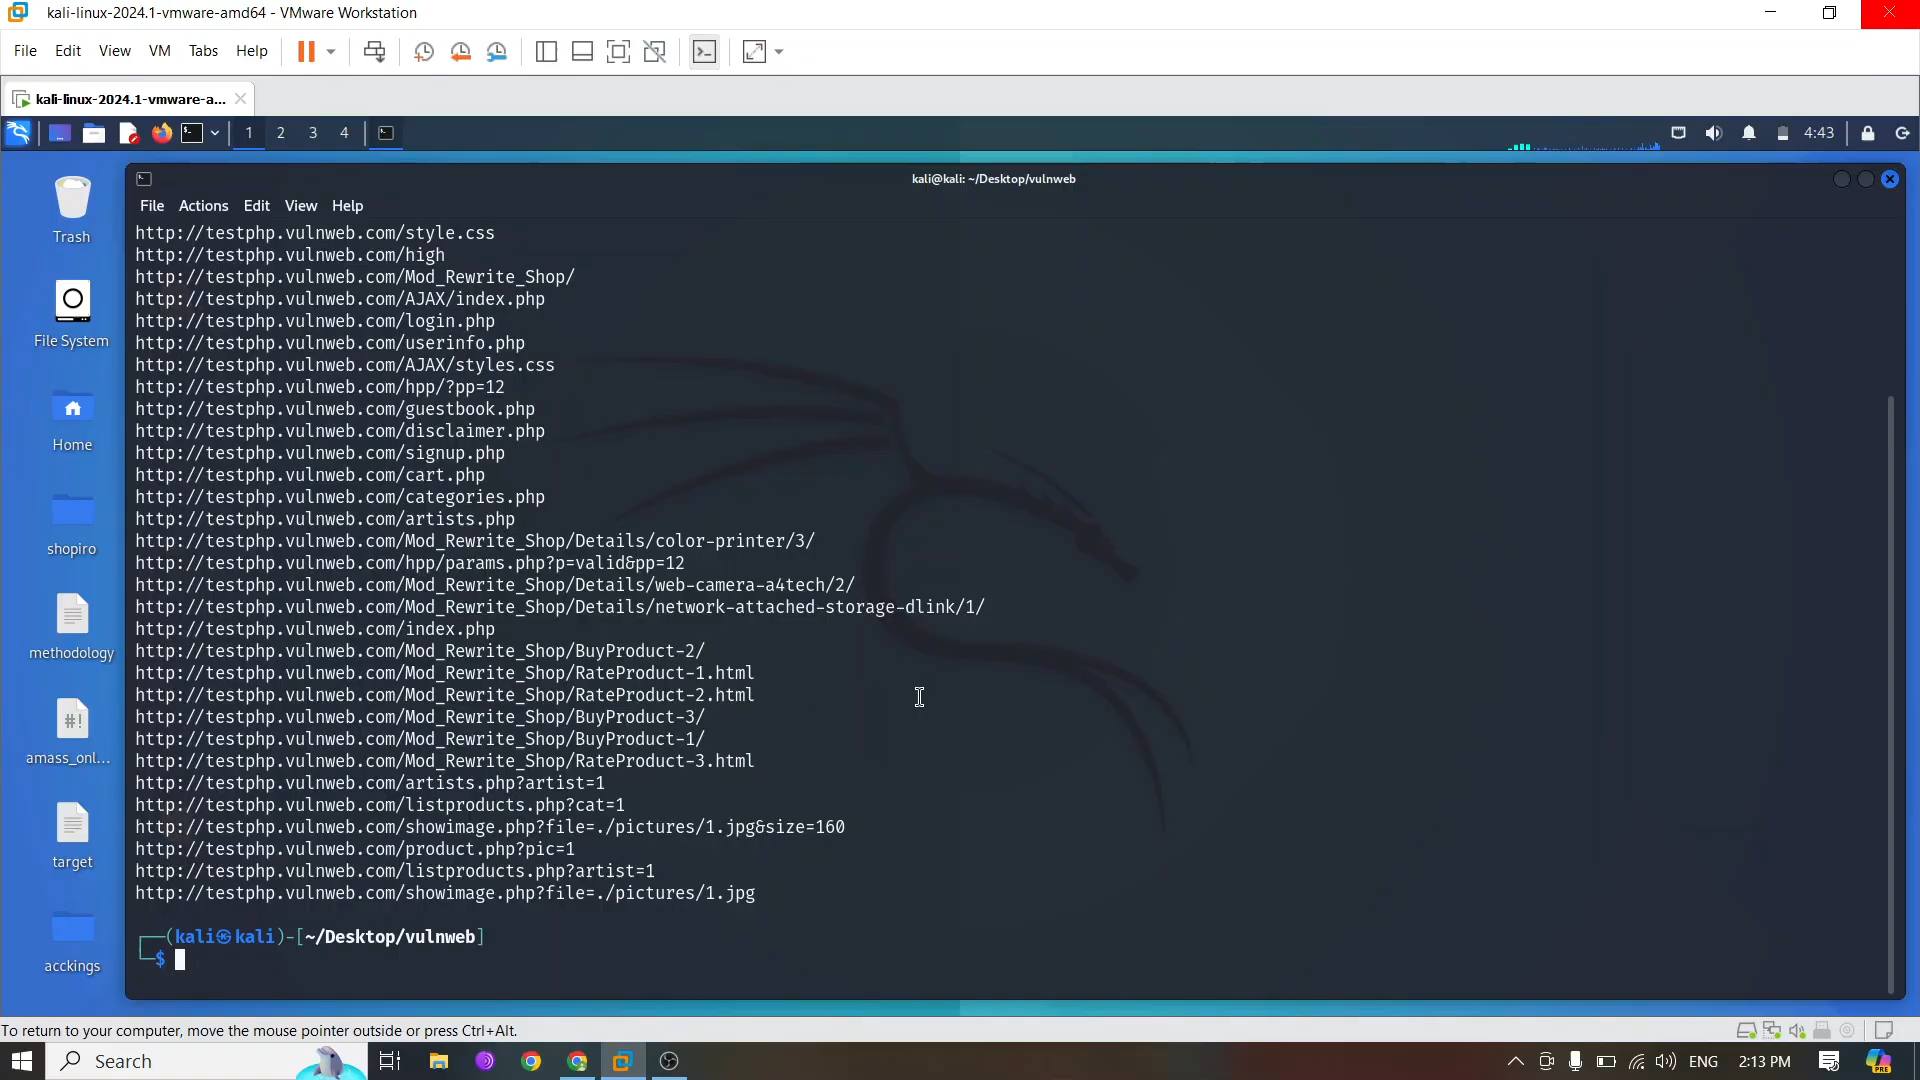 kali-linux-2024.1-vmware-amd64 - VMware Workstation
File Edit View VM Tabs Help
kali-linux-2024.1-vmware-a...
1 2 3 4
4:43
kali@kali: ~/Desktop/vulnweb
File Actions Edit View Help
Trash
File System
Home
shopiro
methodology
#!
amass_onl...
target
acckings
http://testphp.vulnweb.com/style.css
http://testphp.vulnweb.com/high
http://testphp.vulnweb.com/Mod_Rewrite_Shop/
http://testphp.vulnweb.com/AJAX/index.php
http://testphp.vulnweb.com/login.php
http://testphp.vulnweb.com/userinfo.php
http://testphp.vulnweb.com/AJAX/styles.css
http://testphp.vulnweb.com/hpp/?pp=12
http://testphp.vulnweb.com/guestbook.php
http://testphp.vulnweb.com/disclaimer.php
http://testphp.vulnweb.com/signup.php
http://testphp.vulnweb.com/cart.php
http://testphp.vulnweb.com/categories.php
http://testphp.vulnweb.com/artists.php
http://testphp.vulnweb.com/Mod_Rewrite_Shop/Details/color-printer/3/
http://testphp.vulnweb.com/hpp/params.php?p=valid&pp=12
http://testphp.vulnweb.com/Mod_Rewrite_Shop/Details/web-camera-a4tech/2/
http://testphp.vulnweb.com/Mod_Rewrite_Shop/Details/network-attached-storage-dlink/1/
http://testphp.vulnweb.com/index.php
http://testphp.vulnweb.com/Mod_Rewrite_Shop/BuyProduct-2/
http://testphp.vulnweb.com/Mod_Rewrite_Shop/RateProduct-1.html
http://testphp.vulnweb.com/Mod_Rewrite_Shop/RateProduct-2.html
http://testphp.vulnweb.com/Mod_Rewrite_Shop/BuyProduct-3/
http://testphp.vulnweb.com/Mod_Rewrite_Shop/BuyProduct-1/
http://testphp.vulnweb.com/Mod_Rewrite_Shop/RateProduct-3.html
http://testphp.vulnweb.com/artists.php?artist=1
http://testphp.vulnweb.com/listproducts.php?cat=1
http://testphp.vulnweb.com/showimage.php?file=./pictures/1.jpg&size=160
http://testphp.vulnweb.com/product.php?pic=1
http://testphp.vulnweb.com/listproducts.php?artist=1
http://testphp.vulnweb.com/showimage.php?file=./pictures/1.jpg
┌──(kali㉿kali)-[~/Desktop/vulnweb]
└─$
To return to your computer, move the mouse pointer outside or press Ctrl+Alt.
Search
ENG
2:13 PM
PRE